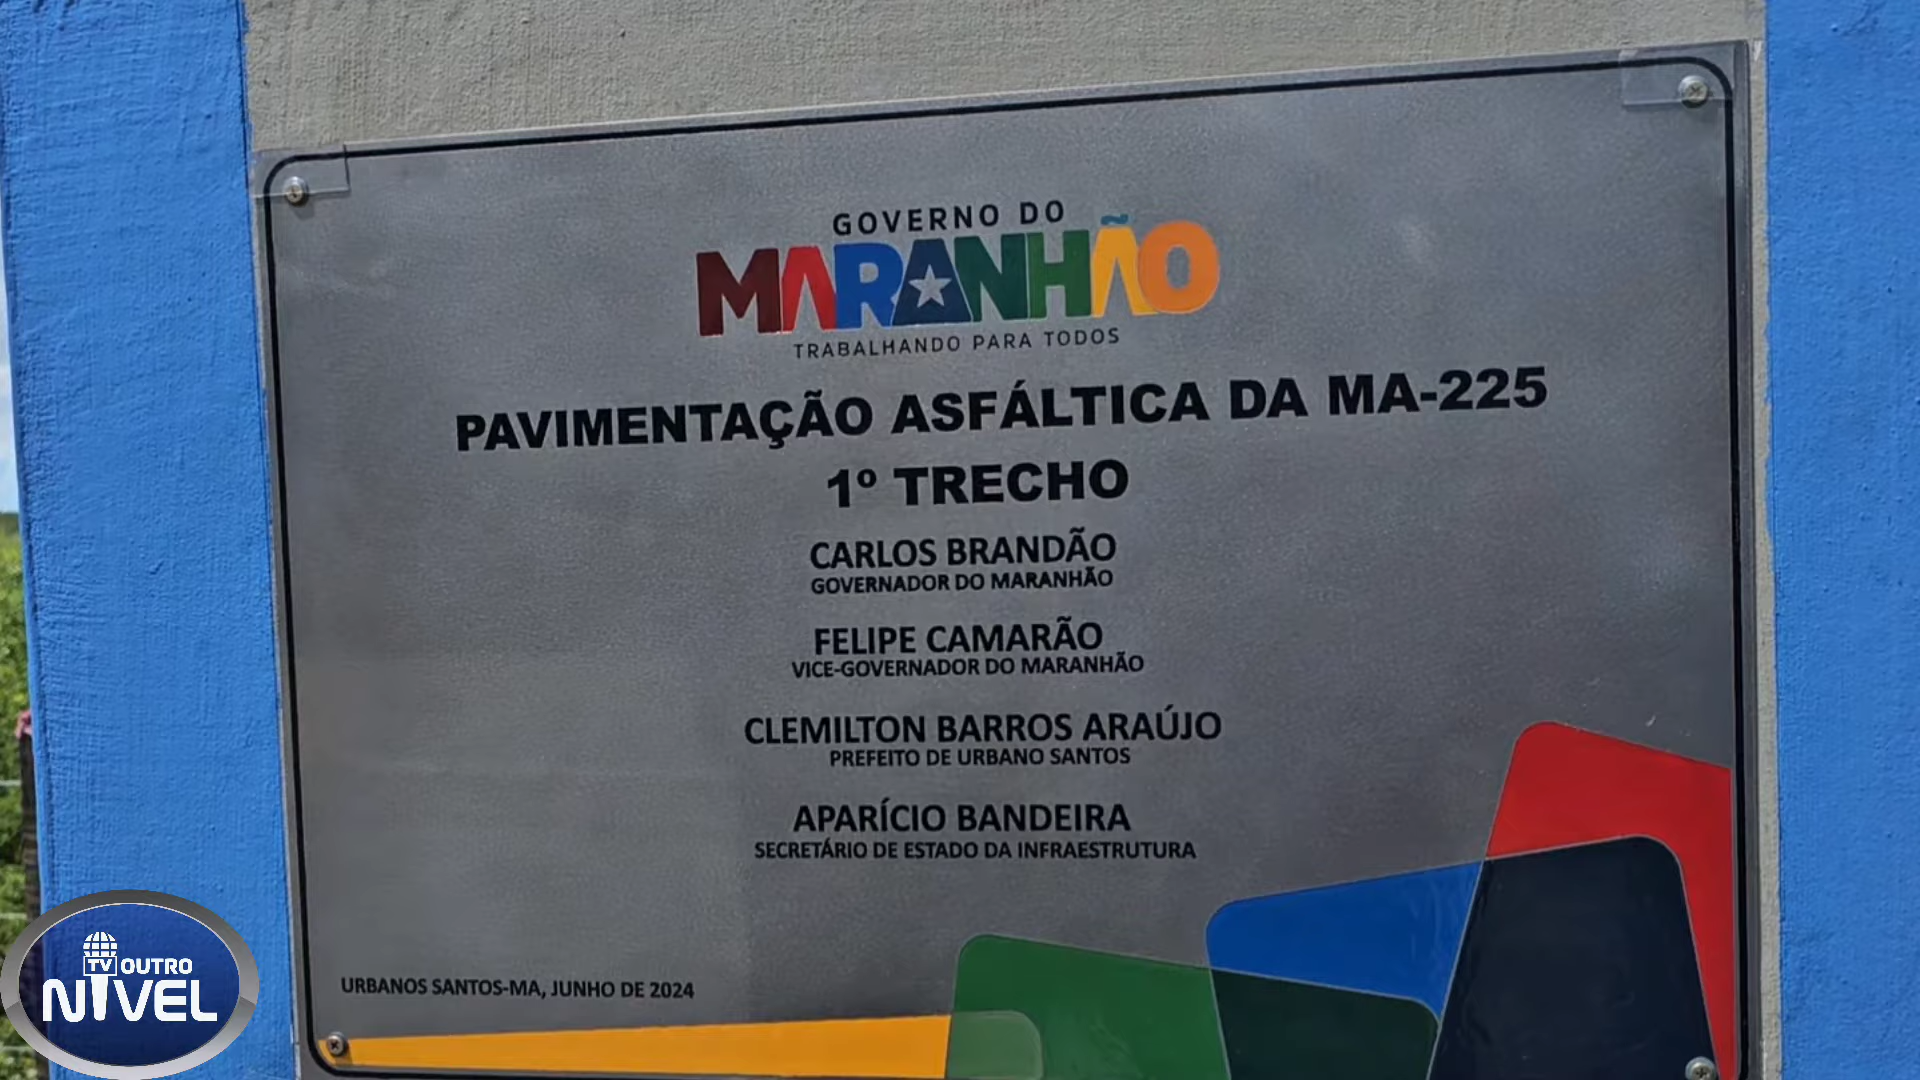 GOVERNO DO
MARANHÃO
TRABALHANDO PARA TODOS
PAVIMENTAÇÃO ASFÁLTICA DA MA-225
1º TRECHO
CARLOS BRANDÃO
GOVERNADOR DO MARANHÃO
FELIPE CAMARÃO
VICE-GOVERNADOR DO MARANHÃO
CLEMILTON BARROS ARAÚJO
PREFEITO DE URBANO SANTOS
APARÍCIO BANDEIRA
SECRETÁRIO DE ESTADO DA INFRAESTRUTURA
URBANOS SANTOS-MA, JUNHO DE 2024
TV OUTRO
NÍVEL